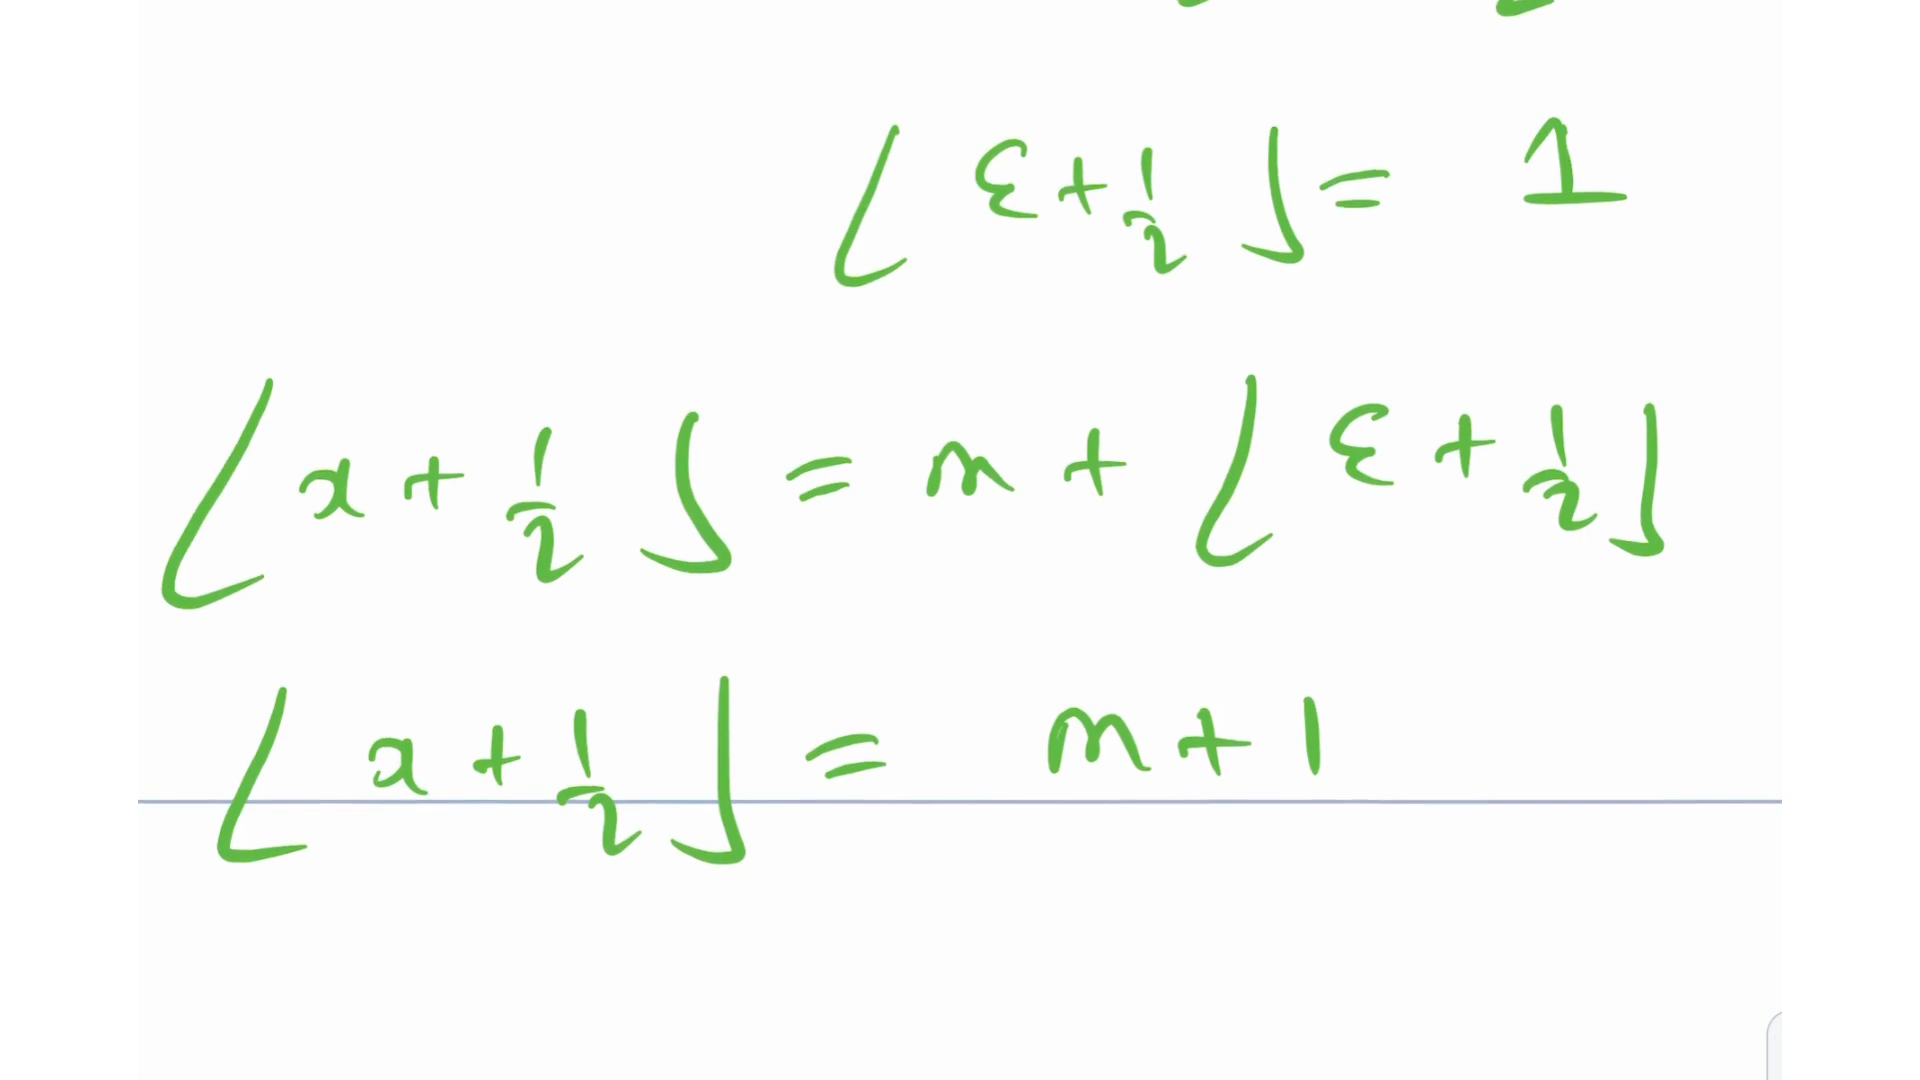 ⌊ε + 1/2⌋ = 1
⌊x + 1/2⌋ = m + ⌊ε + 1/2⌋
⌊x + 1/2⌋ = m + 1